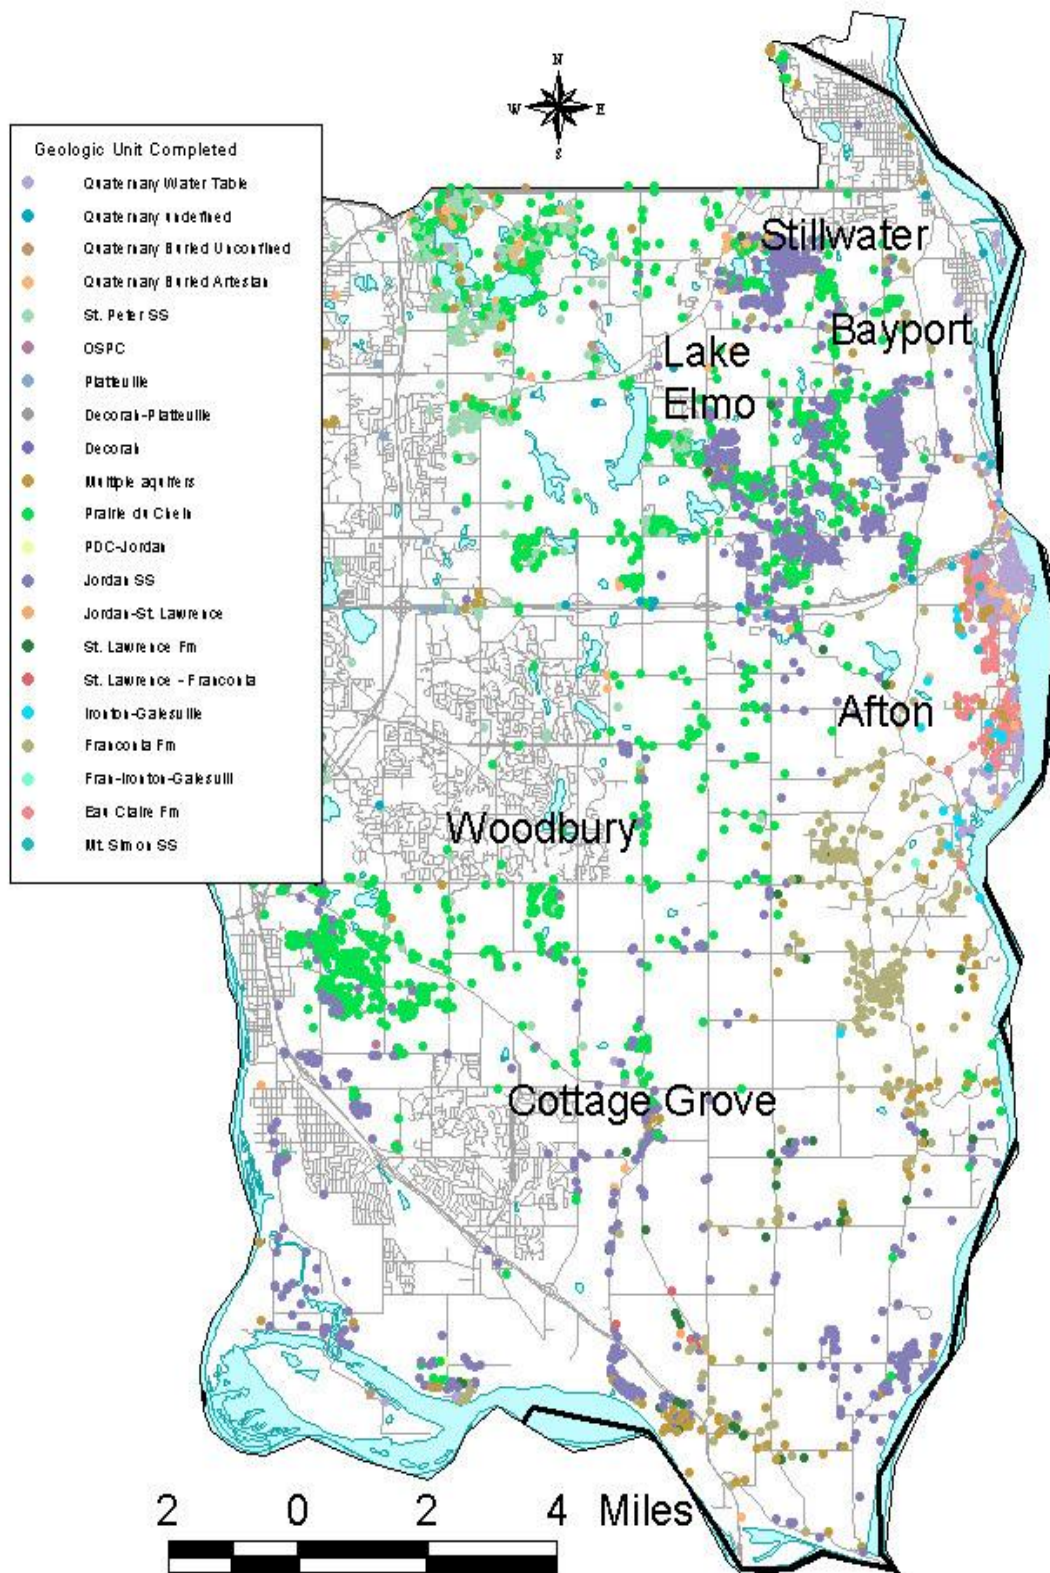 N
W E
S
Geologic Unit Completed
Quaternary Water Table
Quaternary undefined
Quaternary Buried Unconfined
Quaternary Buried Artesian
St. Peter SS
OSPC
Platteville
Decorah-Platteville
Decorah
Multiple aquifers
Prairie du Chein
PDC-Jordan
Jordan SS
Jordan-St. Lawrence
St. Lawrence Fm
St. Lawrence - Franconia
Ironton-Galesville
Franconia Fm
Fran-Ironton-Galesvill
Eau Claire Fm
Mt. Simon SS
Stillwater
Bayport
Lake
Elmo
Afton
Woodbury
Cottage Grove
2 0 2 4 Miles